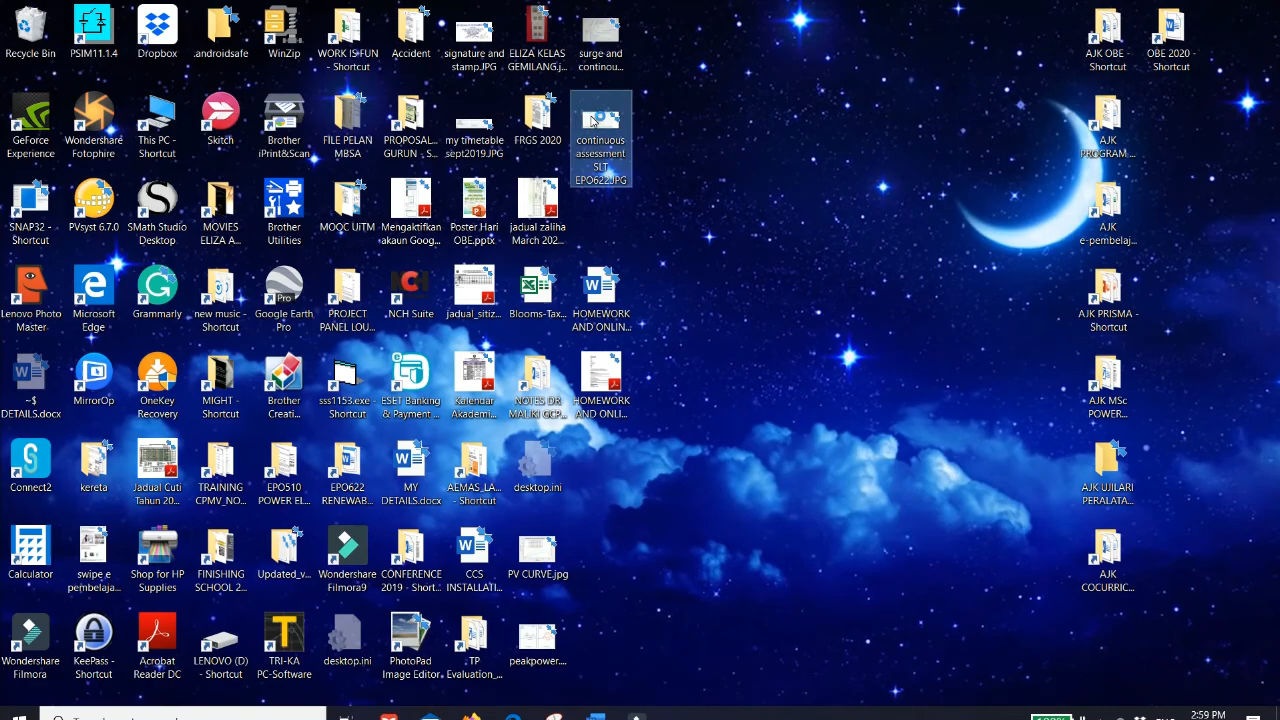 Recycle Bin
PSIM11.1.4
Dropbox
.androidsafe
WinZip
WORK ISFUN
- Shortcut
Accident
signature and
stamp.JPG
ELIZA KELAS
GEMILANG.j...
surge and
continou...
AJK OBE -
Shortcut
OBE 2020 -
Shortcut
GeForce
Experience
Wondershare
Fotophire
This PC -
Shortcut
Skitch
Brother
iPrint&Scan
FILE PELAN
MBSA
PROPOSAL...
GURUN _ S...
my timetable
sept2019.JPG
FRGS 2020
continuous
assessment
SLT
EPO622.JPG
AJK
PROGRAM ...
SNAP32 -
Shortcut
PVsyst 6.7.0
SMath Studio
Desktop
MOVIES
ELIZA A...
Brother
Utilities
MOOC UiTM
Mengaktifkan
akaun Goog...
Poster Hari
OBE.pptx
jadual zaliha
March 202...
AJK
e-pembelaj...
Lenovo Photo
Master
Microsoft
Edge
Grammarly
new music -
Shortcut
Pro
Google Earth
Pro
PROJECT
PANEL LOU...
NCH
NCH Suite
jadual_sitiz...
Blooms-Tax...
HOMEWORK
AND ONLIN...
AJK PRISMA -
Shortcut
~$
DETAILS.docx
MirrorOp
OneKey
Recovery
MIGHT -
Shortcut
Brother
Creati...
sss1153.exe -
Shortcut
ESET Banking
& Payment ...
Kalendar
Akademi...
NOTES DR
MALIKI GCP...
HOMEWORK
AND ONLI...
AJK MSc
POWER...
Connect2
kereta
Jadual Cuti
Tahun 20...
TRAINING
CPMV_NO...
EPO510
POWER EL...
EPO622
RENEWAB...
MY
DETAILS.docx
AEMAS_LA...
- Shortcut
desktop.ini
AJK UJILARI
PERALATA...
Calculator
swipe e
pembelaja...
Shop for HP
Supplies
FINISHING
SCHOOL 2...
Updated_v...
Wondershare
Filmora9
CONFERENCE
2019 - Short...
CCS
INSTALLATI...
PV CURVE.jpg
AJK
COCURRIC...
Wondershare
Filmora
KeePass -
Shortcut
Acrobat
Reader DC
LENOVO (D)
- Shortcut
TRI-KA
PC-Software
desktop.ini
PhotoPad
Image Editor
TP
Evaluation_...
peakpower....
2:59 PM